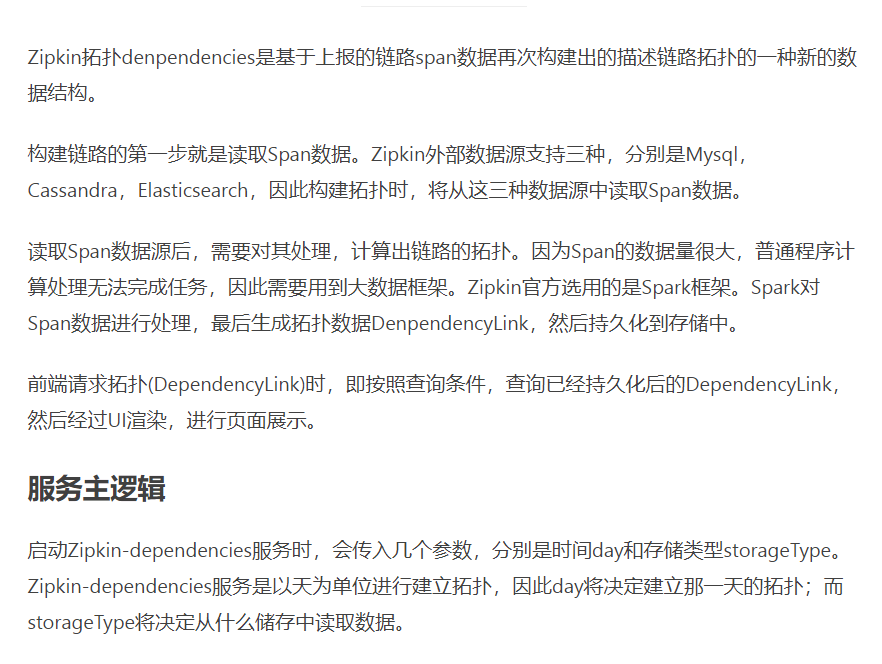 Zipkin拓扑denpendencies是基于上报的链路span数据再次构建出的描述链路拓扑的一种新的数
据结构。
构建链路的第一步就是读取Span数据。Zipkin外部数据源支持三种，分别是Mysql，
Cassandra，Elasticsearch，因此构建拓扑时，将从这三种数据源中读取Span数据。
读取Span数据源后，需要对其处理，计算出链路的拓扑。因为Span的数据量很大，普通程序计
算处理无法完成任务，因此需要用到大数据框架。Zipkin官方选用的是Spark框架。Spark对
Span数据进行处理，最后生成拓扑数据DenpendencyLink，然后持久化到存储中。
前端请求拓扑(DependencyLink)时，即按照查询条件，查询已经持久化后的DependencyLink，
然后经过UI渲染，进行页面展示。
服务主逻辑
启动Zipkin-dependencies服务时，会传入几个参数，分别是时间day和存储类型storageType。
Zipkin-dependencies服务是以天为单位进行建立拓扑，因此day将决定建立那一天的拓扑；而
storageType将决定从什么储存中读取数据。